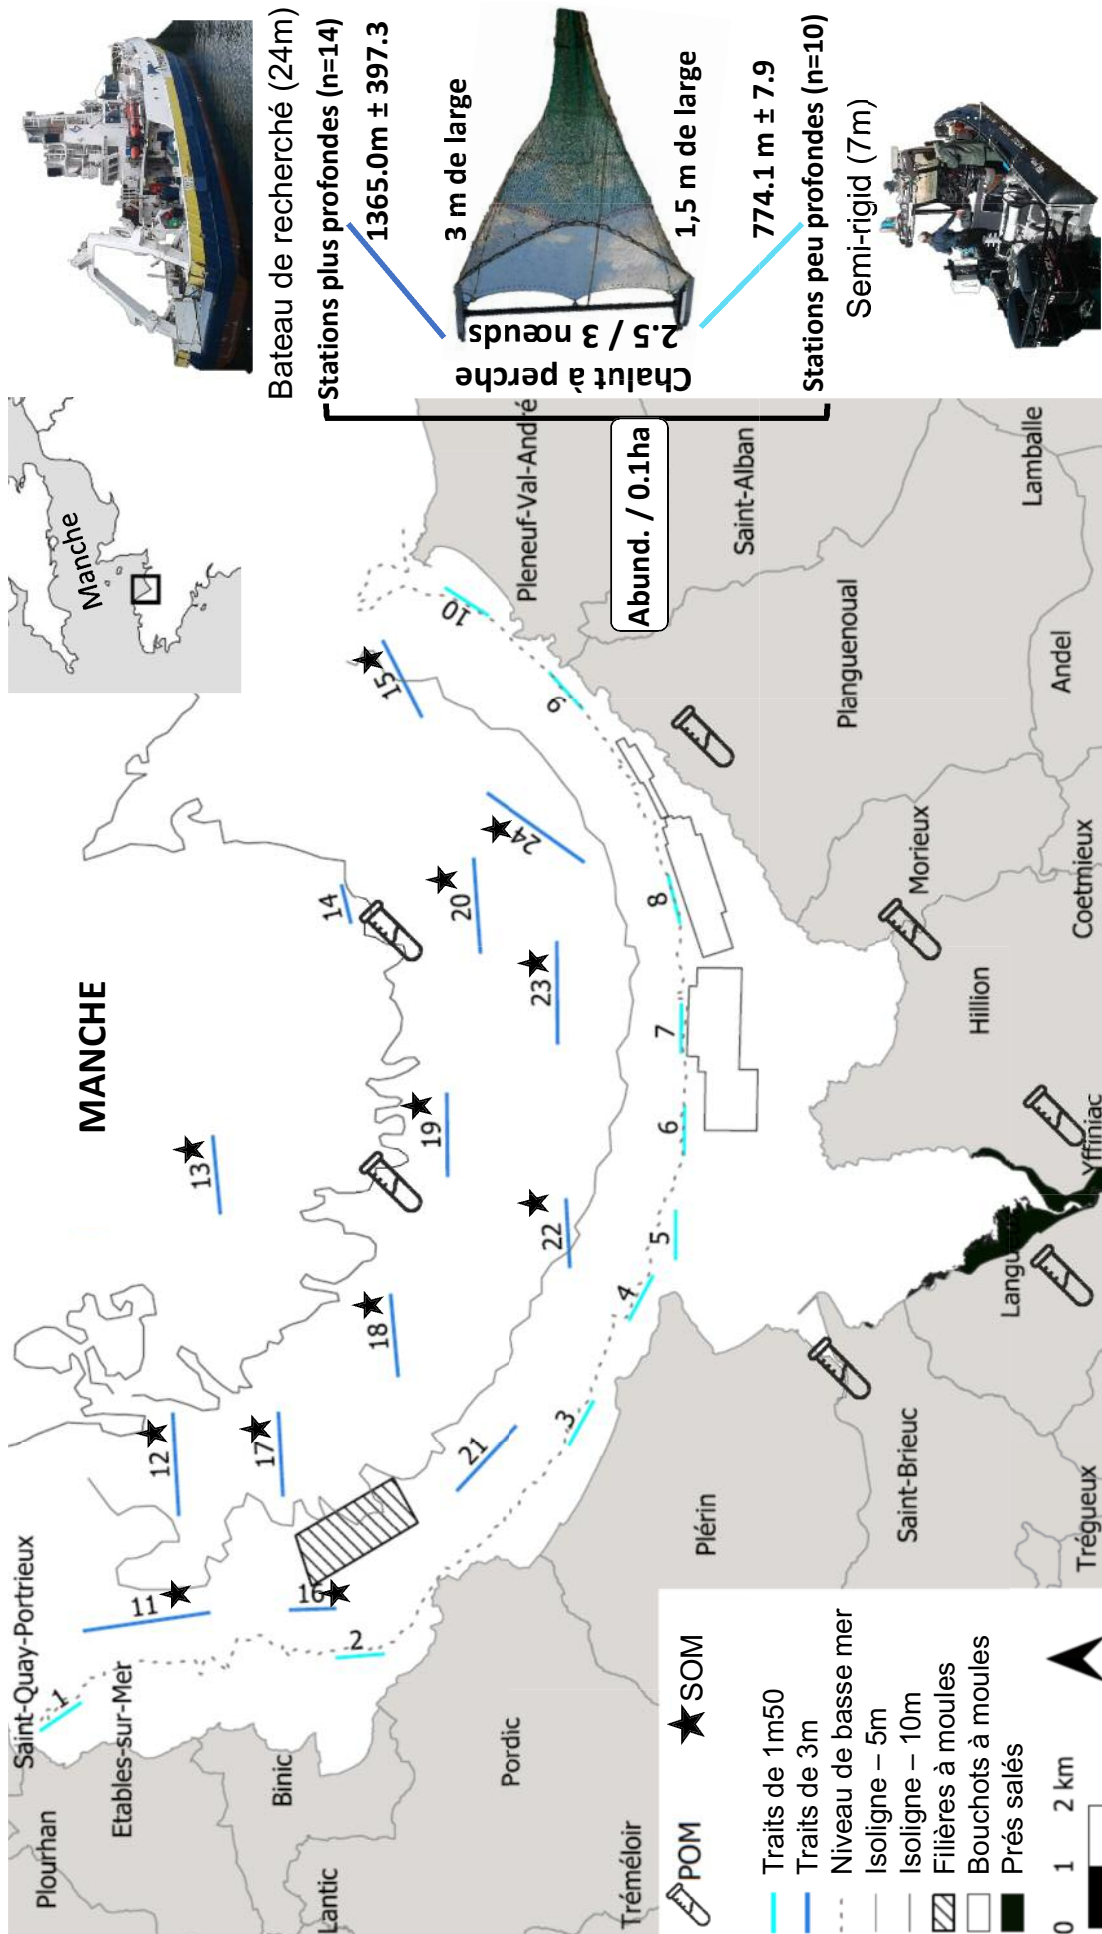 Bateau de recherché (24m)
Stations plus profondes (n=14)
1365.0m ± 397.3
3 m de large
Chalut à perche
2.5 / 3 nœuds
1,5 m de large
774.1 m ± 7.9
Stations peu profondes (n=10)
Semi-rigid (7m)
Abund. / 0.1ha
Manche
MANCHE
Saint-Quay-Portrieux
Plourhan
Etables-sur-Mer
Binic
Lantic
Pordic
Tréméloir
Plérin
Saint-Brieuc
Trégueux
Langu
Yffiniac
Hillion
Coetmieux
Morieux
Andel
Planguenoual
Lamballe
Saint-Alban
Pleneuf-Val-André
1
2
3
4
5
6
7
8
9
10
11
12
13
14
15
16
17
18
19
20
21
22
23
24
POM
SOM
Traits de 1m50
Traits de 3m
Niveau de basse mer
Isoligne – 5m
Isoligne – 10m
Filières à moules
Bouchots à moules
Prés salés
0 1 2 km